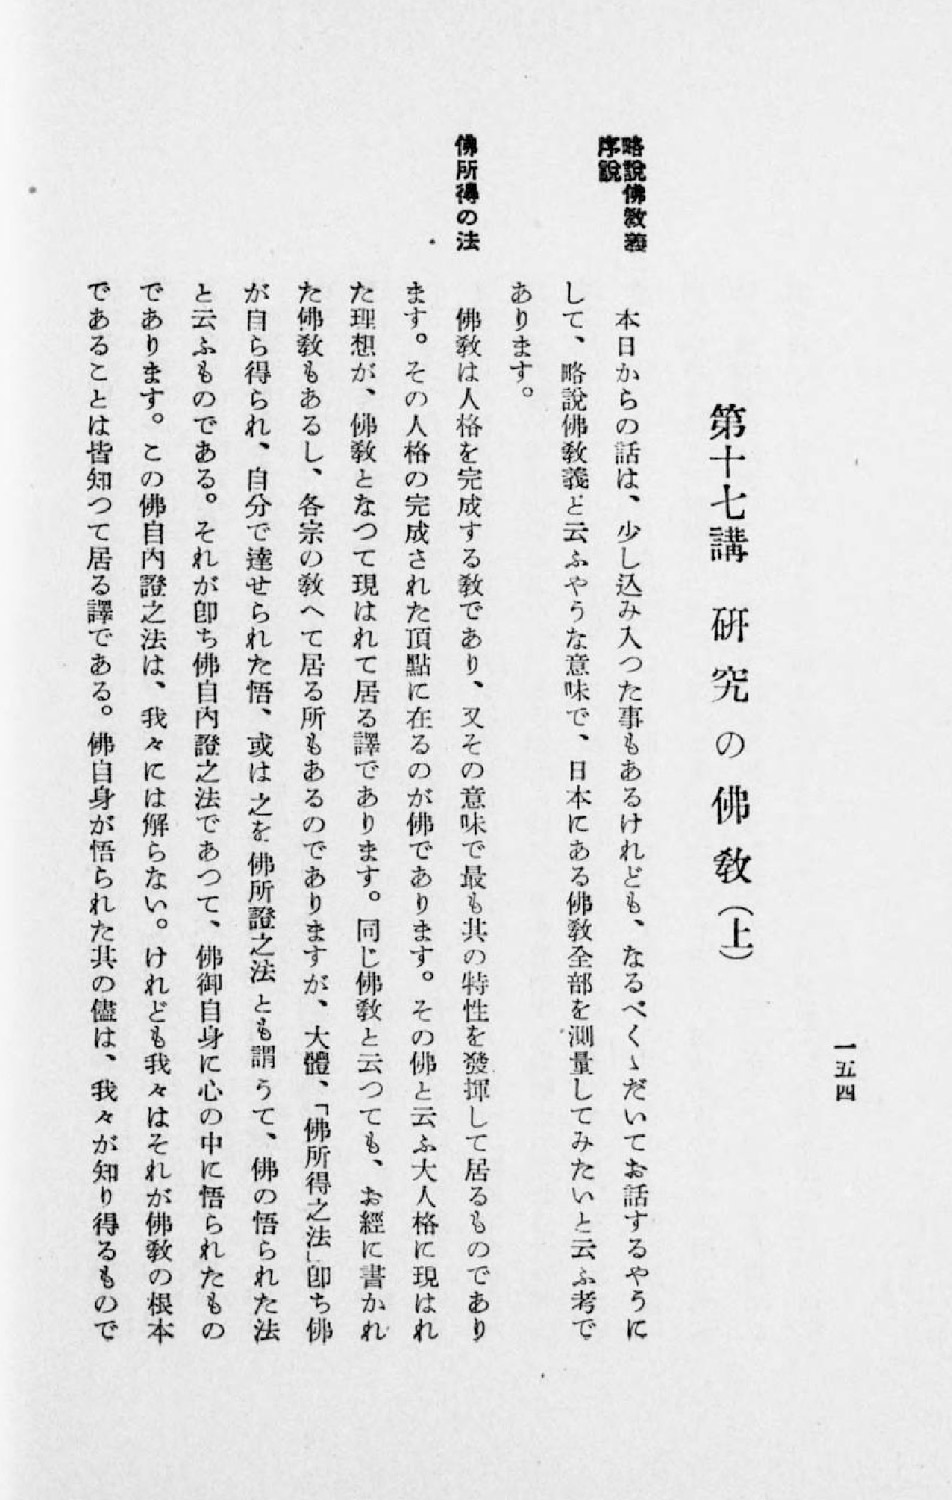 一五四
第十七講　研究の佛教（上）
略說佛教義
序說
本日からの話は、少し込み入つた事もあるけれども、なるべくゝだいてお話するやうに
して、略說佛教義と云ふやうな意味で、日本にある佛教全部を測量してみたいと云ふ考で
あります。
佛所得の法
佛教は人格を完成する教であり、又その意味で最も其の特性を發揮して居るものであり
ます。その人格の完成された頂點に在るのが佛であります。その佛と云ふ大人格に現はれ
た理想が、佛教となつて現はれて居る譯であります。同じ佛教と云つても、お經に書かれ
た佛教もあるし、各宗の教へて居る所もあるのでありますが、大體、「佛所得之法」卽ち佛
が自ら得られ、自分で達せられた悟、或は之を佛所證之法とも謂うて、佛の悟られた法
と云ふものである。それが卽ち佛自內證之法であつて、佛御自身に心の中に悟られたもの
であります。この佛自內證之法は、我々には解らない。けれども我々はそれが佛教の根本
であることは皆知つて居る譯である。佛自身が悟られた其の儘は、我々が知り得るもので